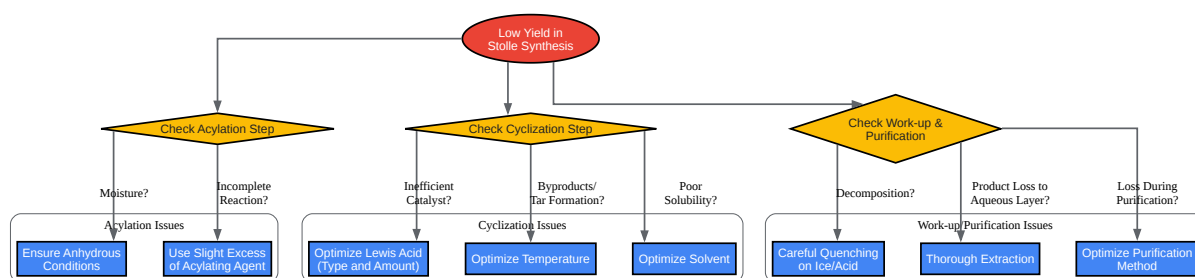 Low Yield in
Stolle Synthesis
Check Acylation Step
Check Cyclization Step
Check Work-up &
Purification
Moisture?
Incomplete
Reaction?
Inefficient
Catalyst?
Byproducts/
Tar Formation?
Poor
Solubility?
Decomposition?
Product Loss to
Aqueous Layer?
Loss During
Purification?
Acylation Issues
Cyclization Issues
Work-up/Purification Issues
Ensure Anhydrous
Conditions
Use Slight Excess
of Acylating Agent
Optimize Lewis Acid
(Type and Amount)
Optimize Temperature
Optimize Solvent
Careful Quenching
on Ice/Acid
Thorough Extraction
Optimize Purification
Method